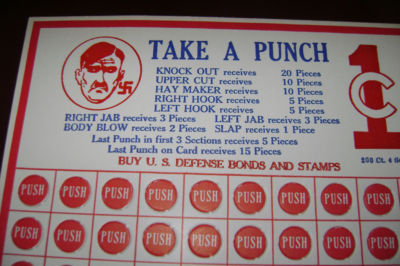 TAKE A PUNCH
KNOCK OUT receives 20 Pieces
UPPER CUT receives 10 Pieces
HAY MAKER receives 10 Pieces
RIGHT HOOK receives 5 Pieces
LEFT HOOK receives 5 Pieces
RIGHT JAB receives 3 Pieces LEFT JAB receives 3 Pieces
BODY BLOW receives 2 Pieces SLAP receives 1 Piece
Last Punch in first 3 Sections receives 5 Pieces
Last Punch on Card receives 15 Pieces
BUY U. S. DEFENSE BONDS AND STAMPS
1C
PUSH PUSH PUSH PUSH PUSH PUSH PUSH PUSH PUSH
PUSH PUSH PUSH PUSH PUSH PUSH PUSH PUSH PUSH